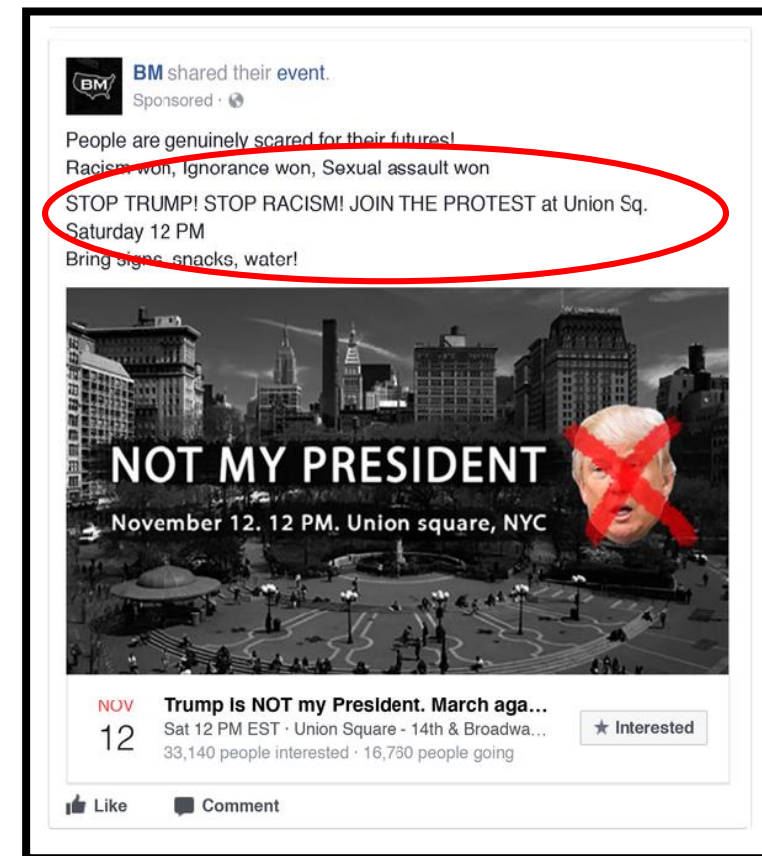 BM
BM shared their event.
Sponsored ·
People are genuinely scared for their futures!
Racism won, Ignorance won, Sexual assault won
STOP TRUMP! STOP RACISM! JOIN THE PROTEST at Union Sq.
Saturday 12 PM
Bring signs, snacks, water!
NOT MY PRESIDENT
November 12. 12 PM. Union square, NYC
NOV
12
Trump is NOT my President. March aga...
Sat 12 PM EST · Union Square - 14th & Broadwa...
33,140 people interested · 16,760 people going
★ Interested
Like
Comment